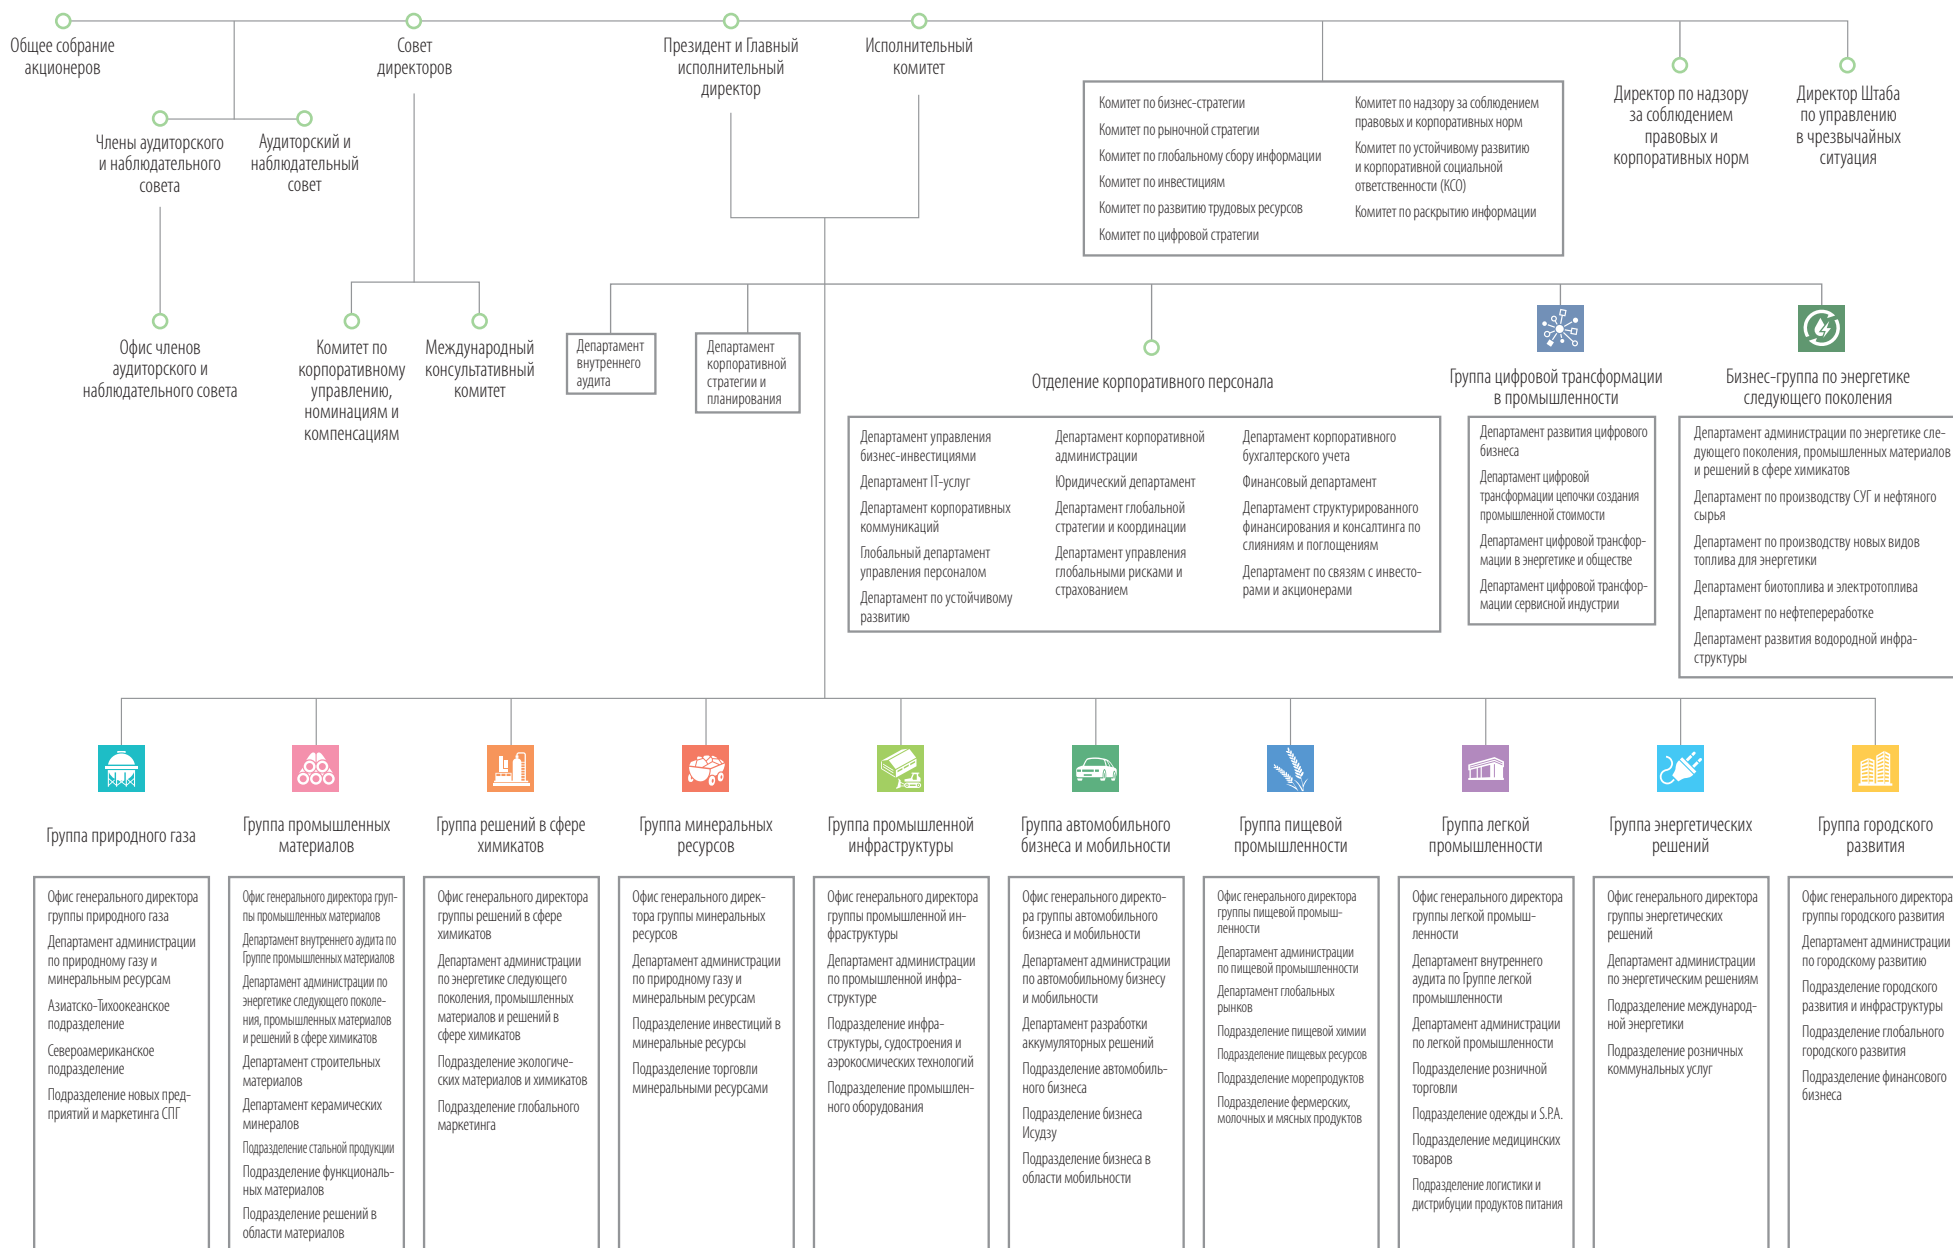 Общее собрание
акционеров
Совет
директоров
Президент и Главный
исполнительный
директор
Исполнительный
комитет
Члены аудиторского
и наблюдательного
совета
Аудиторский и
наблюдательный
совет
Комитет по бизнес-стратегии
Комитет по рыночной стратегии
Комитет по глобальному сбору информации
Комитет по инвестициям
Комитет по развитию трудовых ресурсов
Комитет по цифровой стратегии
Комитет по надзору за соблюдением
правовых и корпоративных норм
Комитет по устойчивому развитию
и корпоративной социальной
ответственности (КСО)
Комитет по раскрытию информации
Директор по надзору
за соблюдением
правовых и
корпоративных норм
Директор Штаба
по управлению
в чрезвычайных
ситуация
Офис членов
аудиторского и
наблюдательного совета
Комитет по
корпоративному
управлению,
номинациям и
компенсациям
Международный
консультативный
комитет
Департамент
внутреннего
аудита
Департамент
корпоративной
стратегии и
планирования
Отделение корпоративного персонала
Департамент управления
бизнес-инвестициями
Департамент IT-услуг
Департамент корпоративных
коммуникаций
Глобальный департамент
управления персоналом
Департамент по устойчивому
развитию
Департамент корпоративной
администрации
Юридический департамент
Департамент глобальной
стратегии и координации
Департамент управления
глобальными рисками и
страхованием
Департамент корпоративного
бухгалтерского учета
Финансовый департамент
Департамент структурированного
финансирования и консалтинга по
слияниям и поглощениям
Департамент по связям с инвесто-
рами и акционерами
Группа цифровой трансформации
в промышленности
Департамент развития цифрового
бизнеса
Департамент цифровой
трансформации цепочки создания
промышленной стоимости
Департамент цифровой трансфор-
мации в энергетике и обществе
Департамент цифровой трансфор-
мации сервисной индустрии
Бизнес-группа по энергетике
следующего поколения
Департамент администрации по энергетике сле-
дующего поколения, промышленных материалов
и решений в сфере химикатов
Департамент по производству СУГ и нефтяного
сырья
Департамент по производству новых видов
топлива для энергетики
Департамент биотоплива и электротоплива
Департамент по нефтепереработке
Департамент развития водородной инфра-
структуры
Группа природного газа
Офис генерального директора
группы природного газа
Департамент администрации
по природному газу и
минеральным ресурсам
Азиатско-Тихоокеанское
подразделение
Североамериканское
подразделение
Подразделение новых пред-
приятий и маркетинга СПГ
Группа промышленных
материалов
Офис генерального директора груп-
пы промышленных материалов
Департамент внутреннего аудита по
Группе промышленных материалов
Департамент администрации по
энергетике следующего поколе-
ния, промышленных материалов
и решений в сфере химикатов
Департамент строительных
материалов
Департамент керамических
минералов
Подразделение стальной продукции
Подразделение функциональ-
ных материалов
Подразделение решений в
области материалов
Группа решений в сфере
химикатов
Офис генерального директора
группы решений в сфере
химикатов
Департамент администрации
по энергетике следующего
поколения, промышленных
материалов и решений в
сфере химикатов
Подразделение экологиче-
ских материалов и химикатов
Подразделение глобального
маркетинга
Группа минеральных
ресурсов
Офис генерального дирек-
тора группы минеральных
ресурсов
Департамент администрации
по природному газу и
минеральным ресурсам
Подразделение инвестиций в
минеральные ресурсы
Подразделение торговли
минеральными ресурсами
Группа промышленной
инфраструктуры
Офис генерального директора
группы промышленной ин-
фраструктуры
Департамент администрации
по промышленной инфра-
структуре
Подразделение инфра-
структуры, судостроения и
аэрокосмических технологий
Подразделение промышлен-
ного оборудования
Группа автомобильного
бизнеса и мобильности
Офис генерального директо-
ра группы автомобильного
бизнеса и мобильности
Департамент администрации
по автомобильному бизнесу
и мобильности
Департамент разработки
аккумуляторных решений
Подразделение автомобиль-
ного бизнеса
Подразделение бизнеса
Исудзу
Подразделение бизнеса в
области мобильности
Группа пищевой
промышленности
Офис генерального директора
группы пищевой промыш-
ленности
Департамент администрации
по пищевой промышленности
Департамент глобальных
рынков
Подразделение пищевой химии
Подразделение пищевых ресурсов
Подразделение морепродуктов
Подразделение фермерских,
молочных и мясных продуктов
Группа легкой
промышленности
Офис генерального директора
группы легкой промыш-
ленности
Департамент внутреннего
аудита по Группе легкой
промышленности
Департамент администрации
по легкой промышленности
Подразделение розничной
торговли
Подразделение одежды и S.P.A.
Подразделение медицинских
товаров
Подразделение логистики и
дистрибуции продуктов питания
Группа энергетических
решений
Офис генерального директора
группы энергетических
решений
Департамент администрации
по энергетическим решениям
Подразделение международ-
ной энергетики
Подразделение розничных
коммунальных услуг
Группа городского
развития
Офис генерального директора
группы городского развития
Департамент администрации
по городскому развитию
Подразделение городского
развития и инфраструктуры
Подразделение глобального
городского развития
Подразделение финансового
бизнеса